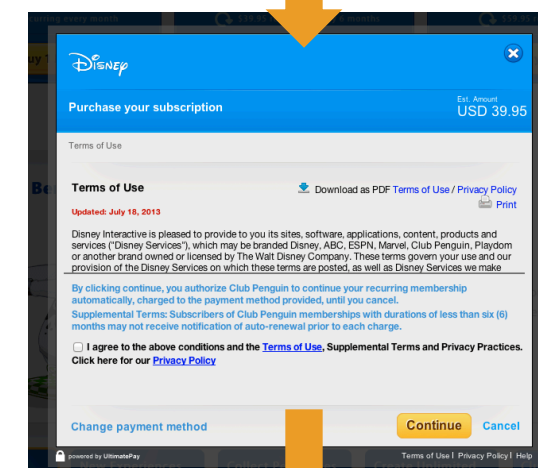 curring every month
6 months
Disney
Purchase your subscription
Est. Amount
USD 39.95
Terms of Use
Terms of Use
Download as PDF Terms of Use / Privacy Policy
Print
Updated: July 18, 2013
Disney Interactive is pleased to provide to you its sites, software, applications, content, products and
services ("Disney Services"), which may be branded Disney, ABC, ESPN, Marvel, Club Penguin, Playdom
or another brand owned or licensed by The Walt Disney Company. These terms govern your use and our
provision of the Disney Services on which these terms are posted, as well as Disney Services we make
By clicking continue, you authorize Club Penguin to continue your recurring membership
automatically, charged to the payment method provided, until you cancel.
Supplemental Terms: Subscribers of Club Penguin memberships with durations of less than six (6)
months may not receive notification of auto-renewal prior to each charge.
I agree to the above conditions and the Terms of Use, Supplemental Terms and Privacy Practices.
Click here for our Privacy Policy
Change payment method
Continue
Cancel
powered by UltimatePay
Terms of Use | Privacy Policy | Help